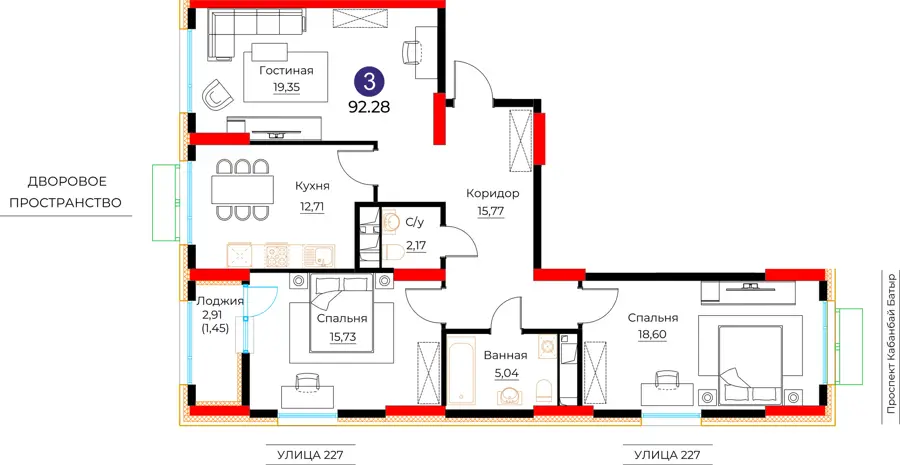 Гостиная
19,35
3
92.28
ДВОРОВОЕ
ПРОСТРАНСТВО
Кухня
12,71
Коридор
15,77
С/у
2,17
Лоджия
2,91
(1,45)
Спальня
15,73
Ванная
5,04
Спальня
18,60
Проспект Кабанбай Батыр
УЛИЦА 227
УЛИЦА 227